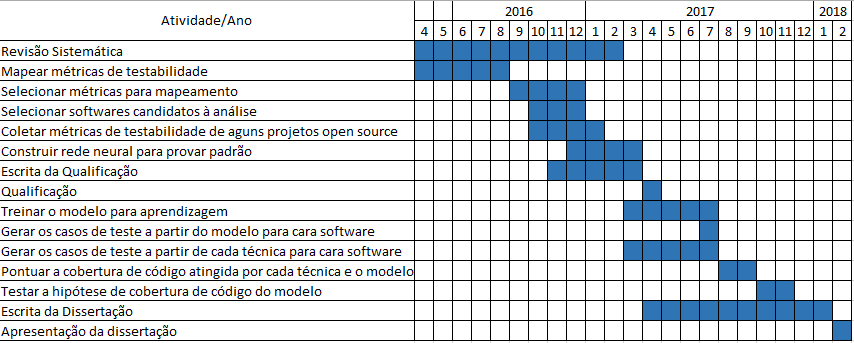 Atividade/Ano 2016 2017 2018
4 5 6 7 8 9 10 11 12 1 2 3 4 5 6 7 8 9 10 11 12 1 2
Revisão Sistemática
Mapear métricas de testabilidade
Selecionar métricas para mapeamento
Selecionar softwares candidatos à análise
Coletar métricas de testabilidade de aguns projetos open source
Construir rede neural para provar padrão
Escrita da Qualificação
Qualificação
Treinar o modelo para aprendizagem
Gerar os casos de teste a partir do modelo para cara software
Gerar os casos de teste a partir de cada técnica para cara software
Pontuar a cobertura de código atingida por cada técnica e o modelo
Testar a hipótese de cobertura de código do modelo
Escrita da Dissertação
Apresentação da dissertação